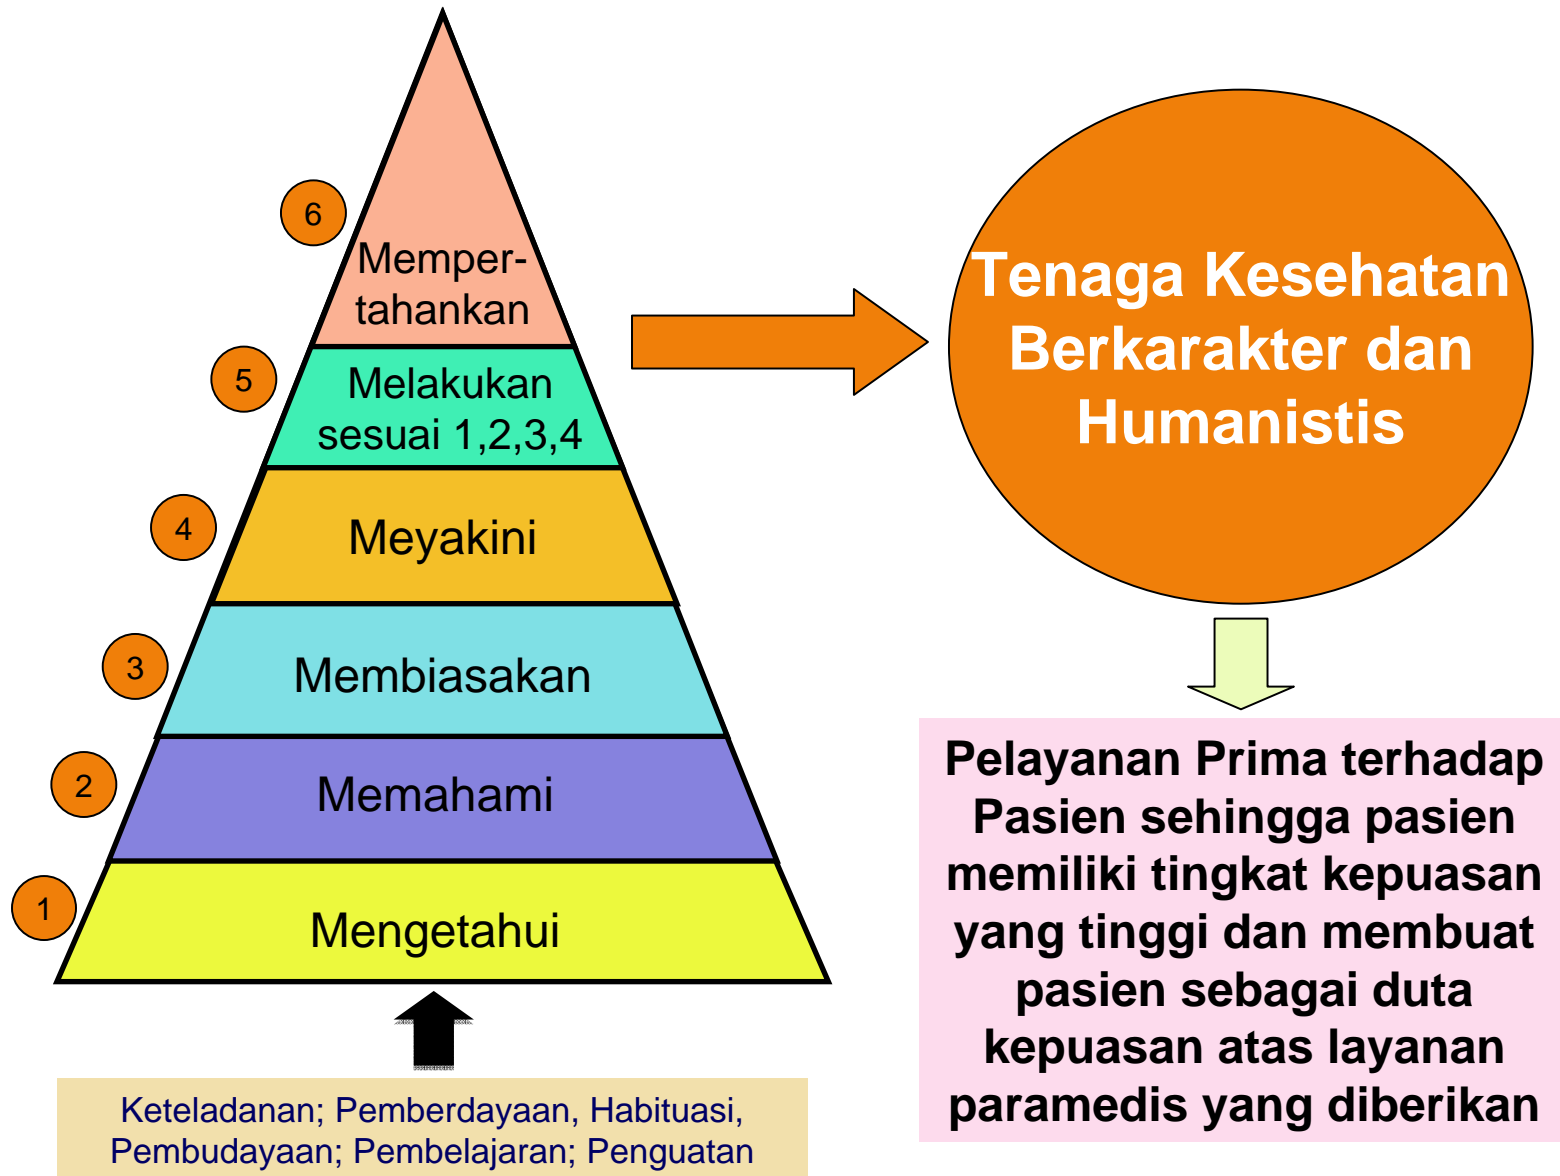 6
Memper-
tahankan
5
Melakukan
sesuai 1,2,3,4
4
Meyakini
3
Membiasakan
2
Memahami
1
Mengetahui
Keteladanan; Pemberdayaan, Habituasi,
Pembudayaan; Pembelajaran; Penguatan
Tenaga Kesehatan
Berkarakter dan
Humanistis
Pelayanan Prima terhadap
Pasien sehingga pasien
memiliki tingkat kepuasan
yang tinggi dan membuat
pasien sebagai duta
kepuasan atas layanan
paramedis yang diberikan